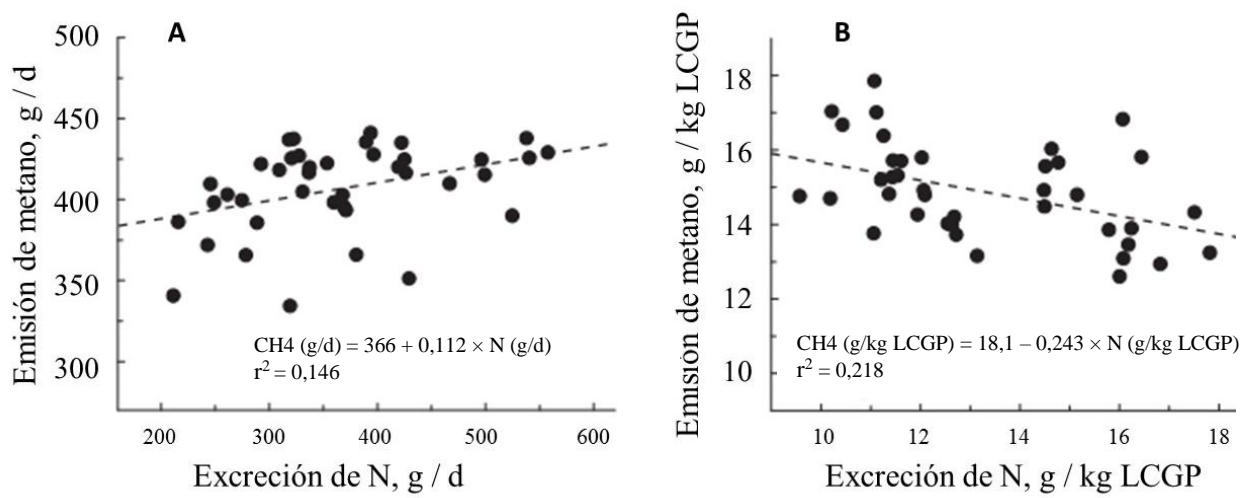 A
Emisión de metano, g / d
500
450
400
350
300
CH4 (g/d) = 366 + 0,112 × N (g/d)
r² = 0,146
200 300 400 500 600
Excreción de N, g / d
B
Emisión de metano, g / kg LCGP
18
16
14
12
10
CH4 (g/kg LCGP) = 18,1 – 0,243 × N (g/kg LCGP)
r² = 0,218
10 12 14 16 18
Excreción de N, g / kg LCGP